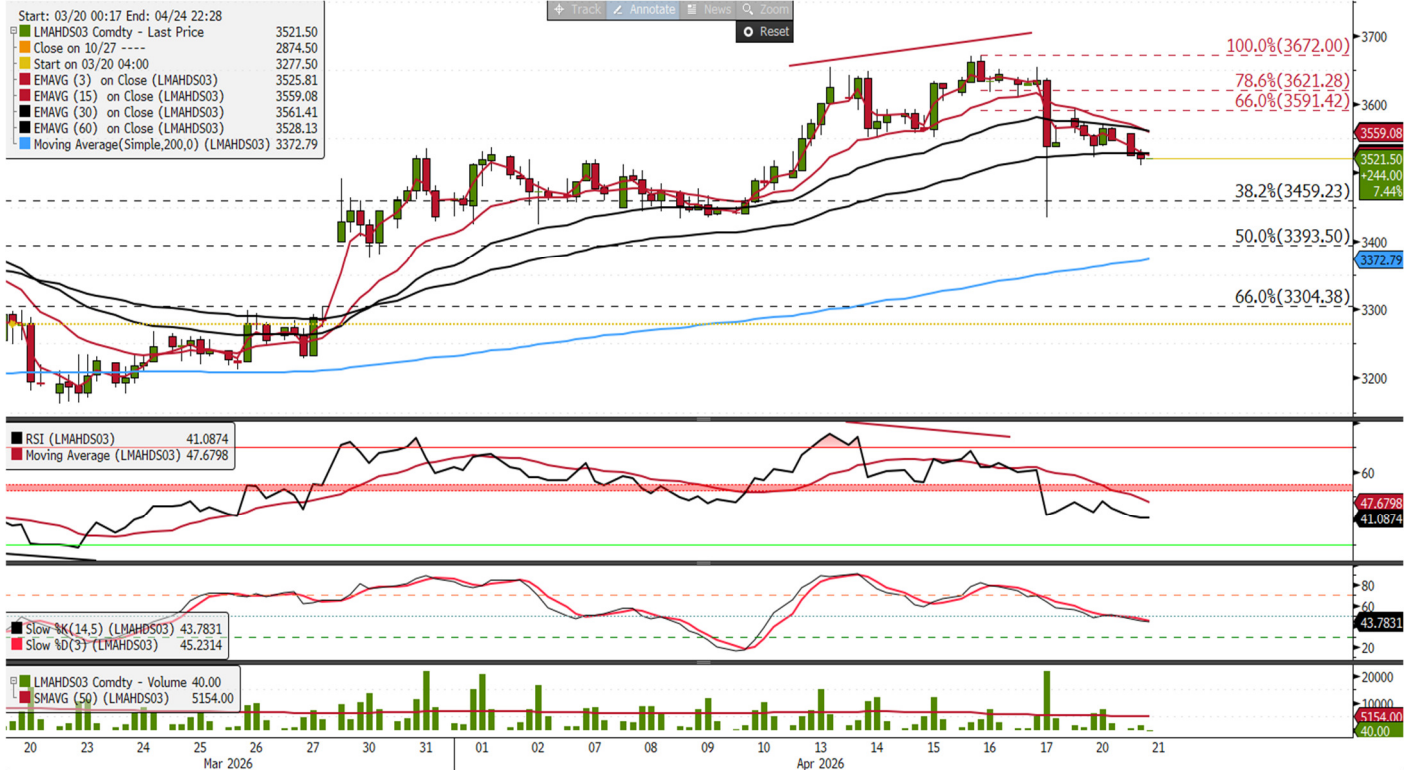 Track Annotate News Zoom
Reset
Start: 03/20 00:17 End: 04/24 22:28
LMAHDS03 Comdty - Last Price 3521.50
Close on 10/27 ---- 2874.50
Start on 03/20 04:00 3277.50
EMAVG (3) on Close (LMAHDS03) 3525.81
EMAVG (15) on Close (LMAHDS03) 3559.08
EMAVG (30) on Close (LMAHDS03) 3561.41
EMAVG (60) on Close (LMAHDS03) 3528.13
Moving Average(Simple,200,0) (LMAHDS03) 3372.79
100.0%(3672.00)
78.6%(3621.28)
66.0%(3591.42)
38.2%(3459.23)
50.0%(3393.50)
66.0%(3304.38)
3700
3600
3559.08
3521.50
+244.00
7.44%
3400
3372.79
3300
3200
RSI (LMAHDS03) 41.0874
Moving Average (LMAHDS03) 47.6798
60
47.6798
41.0874
Slow %K(14,5) (LMAHDS03) 43.7831
Slow %D(3) (LMAHDS03) 45.2314
80
60
43.7831
20
LMAHDS03 Comdty - Volume 40.00
SMAVG (50) (LMAHDS03) 5154.00
20000
10000
5154.00
40.00
20 23 24 25 26 27 30 31 01 02 07 08 09 10 13 14 15 16 17 20 21
Mar 2026 Apr 2026